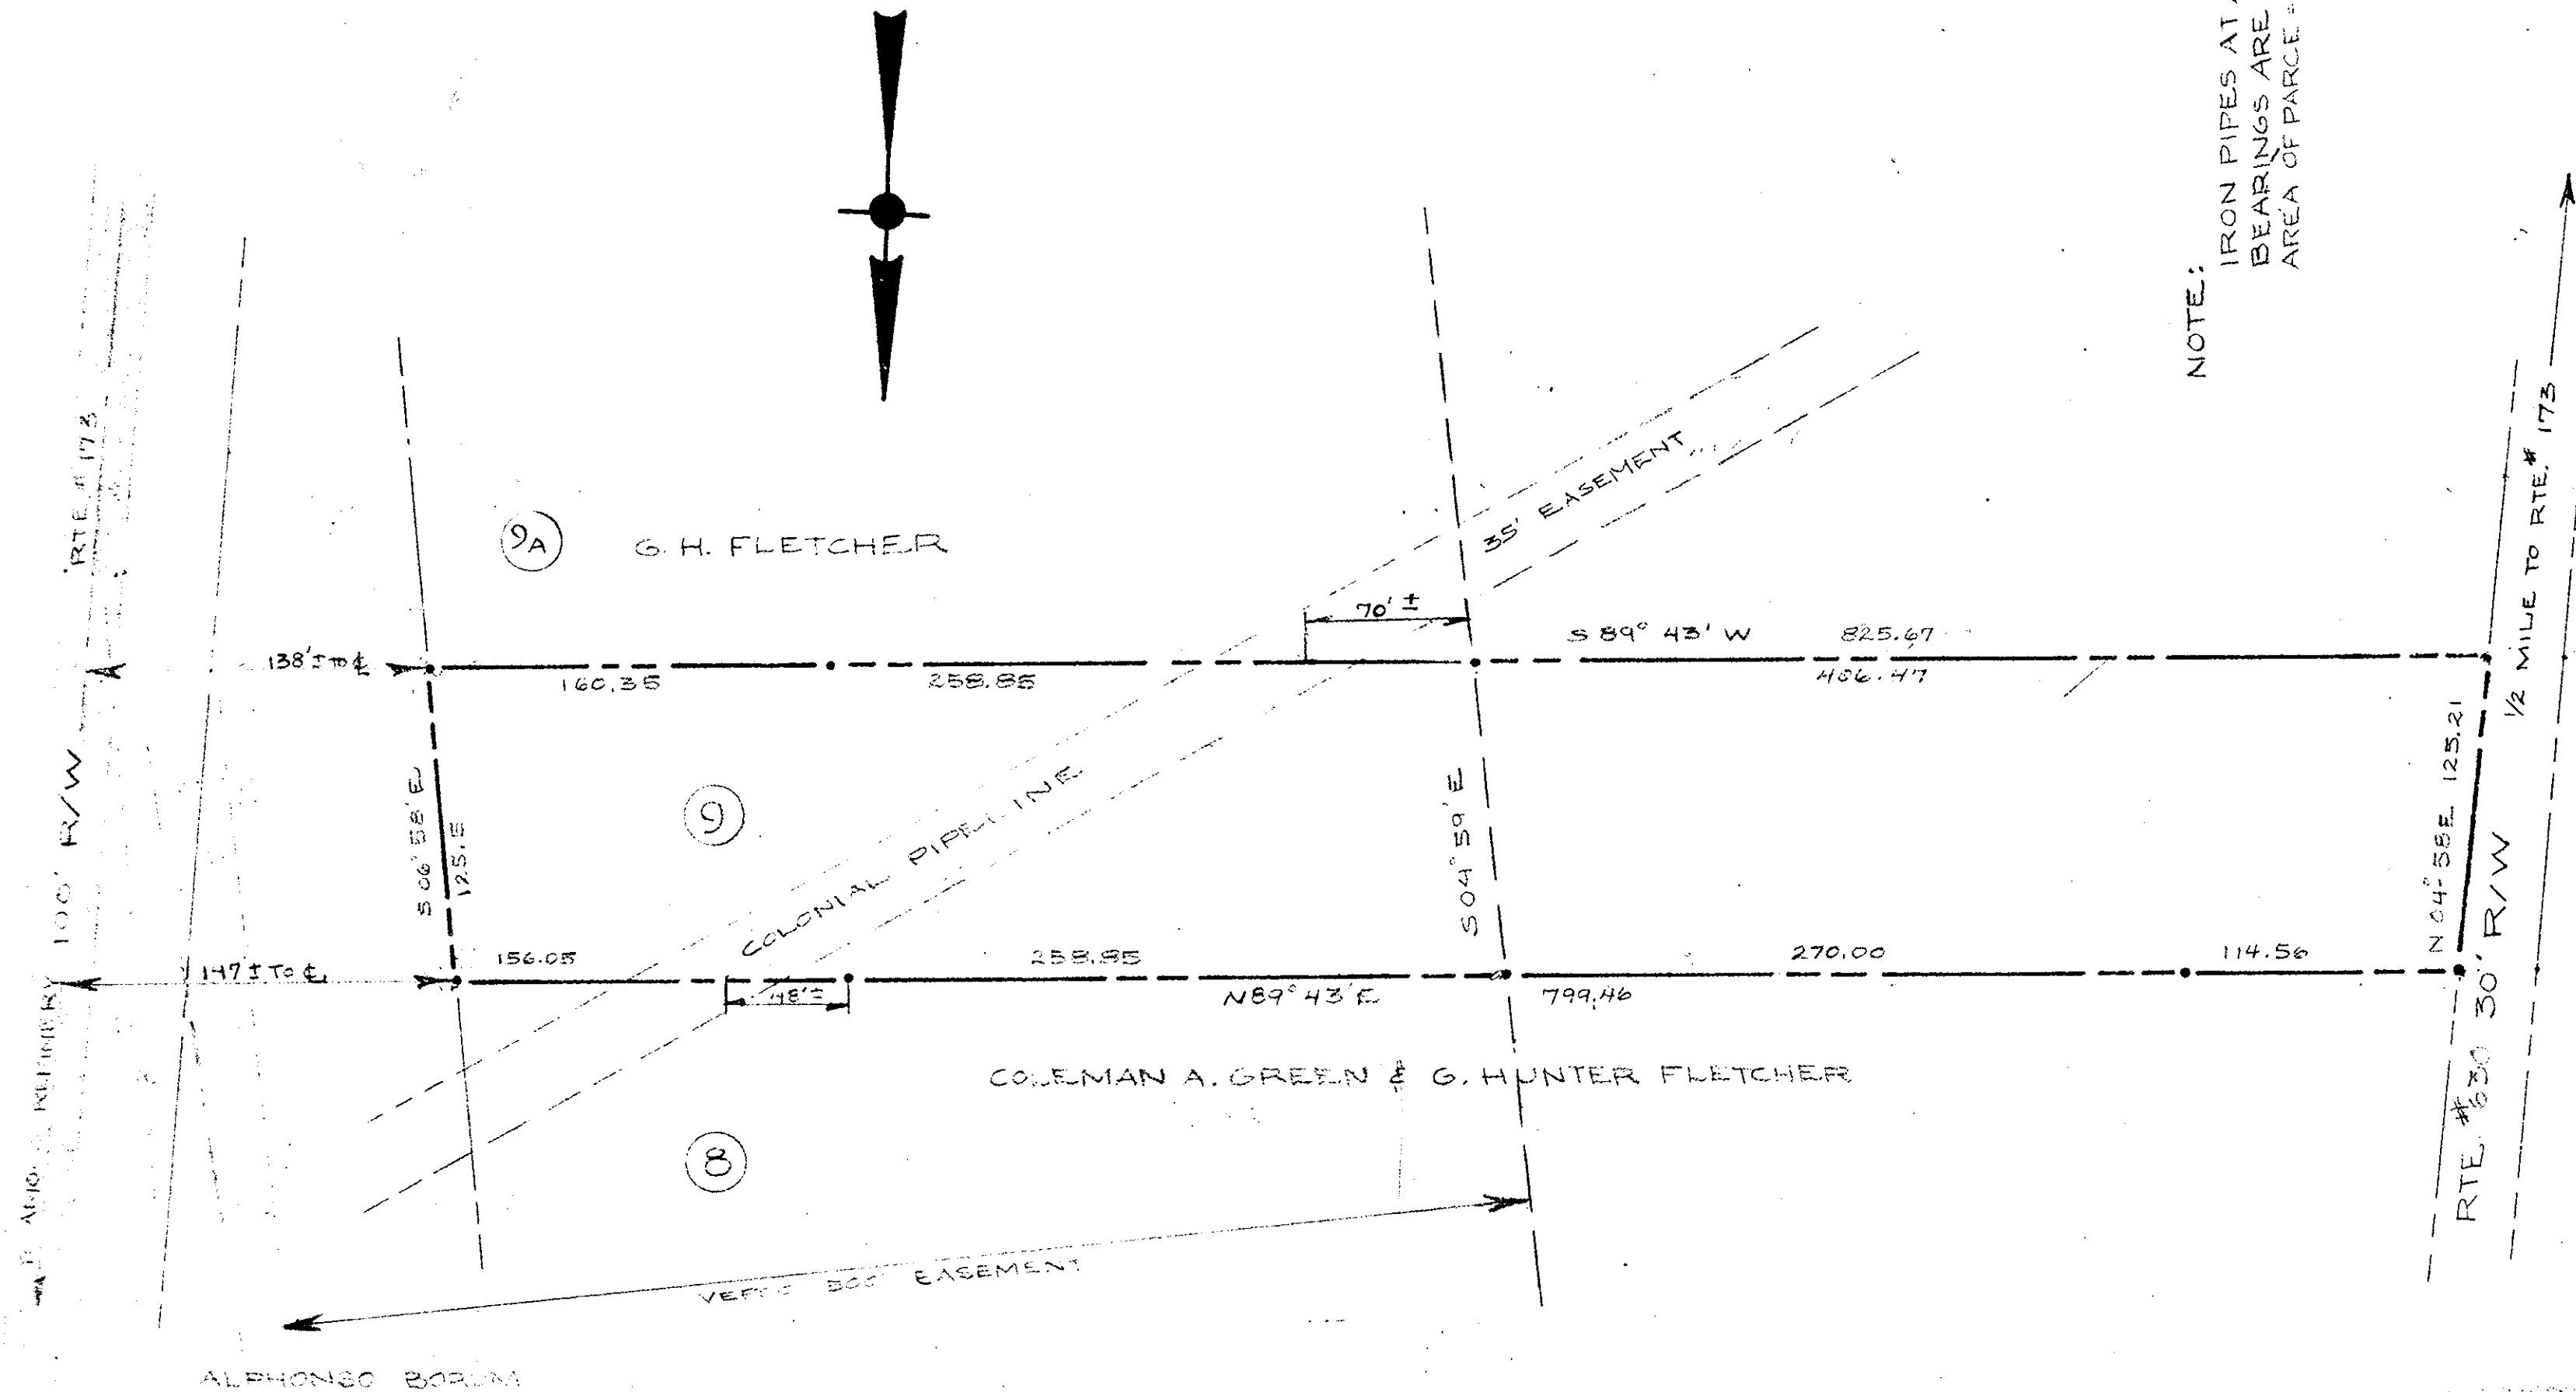 NOTE:
IRON PIPES AT
BEARINGS ARE
AREA OF PARCE
RTE. # 173
9A
G. H. FLETCHER
35' EASEMENT
70' ±
S 89° 43' W 825.67
138' ± TO ℄
160.35
258.85
406.47
1/2 MILE TO RTE. # 173
100' R/W
S 06° 58' E
125.5
9
COLONIAL PIPELINE
S 04° 59' E
N 04° 58 E 125.21
147 ± TO ℄
156.05
258.85
270.00
114.56
48' ±
N 89° 43' E
799.46
RTE. # 630 30' R/W
COLEMAN A. GREEN & G. HUNTER FLETCHER
8
EASEMENT
ALPHONSO BORUM